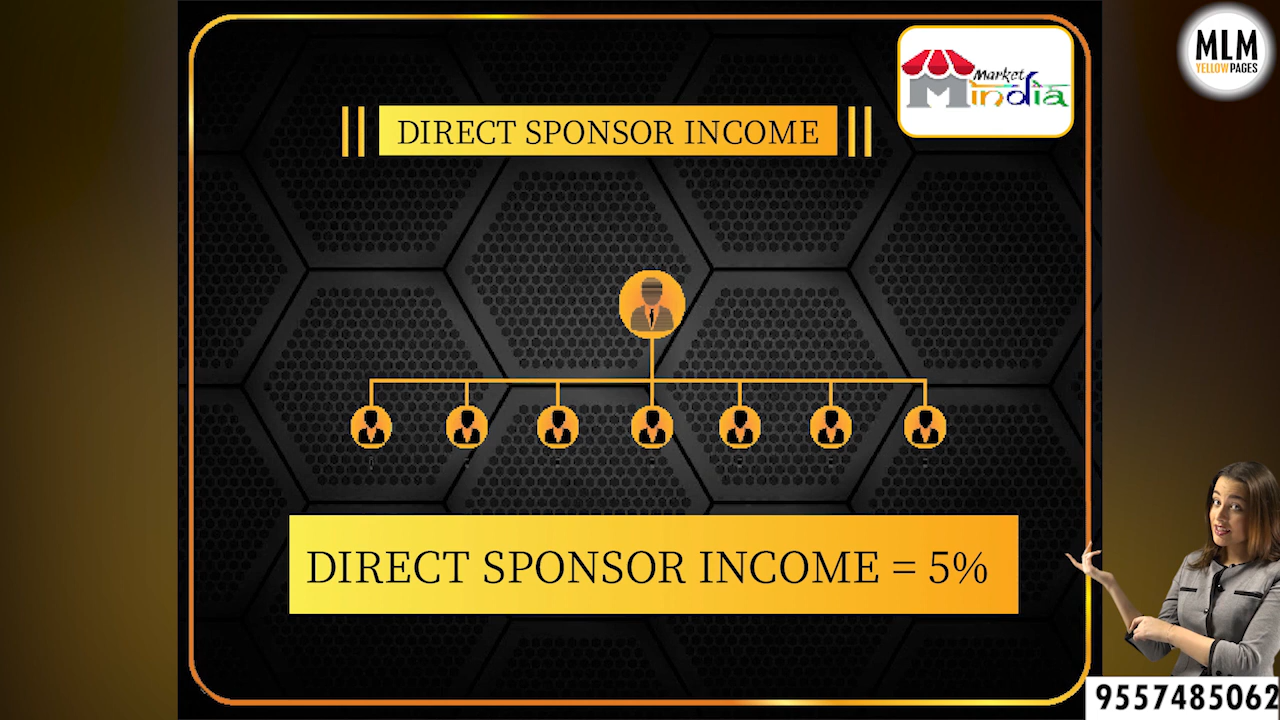 MLM
YELLOW PAGES
Market
India
DIRECT SPONSOR INCOME
DIRECT SPONSOR INCOME = 5%
9557485062